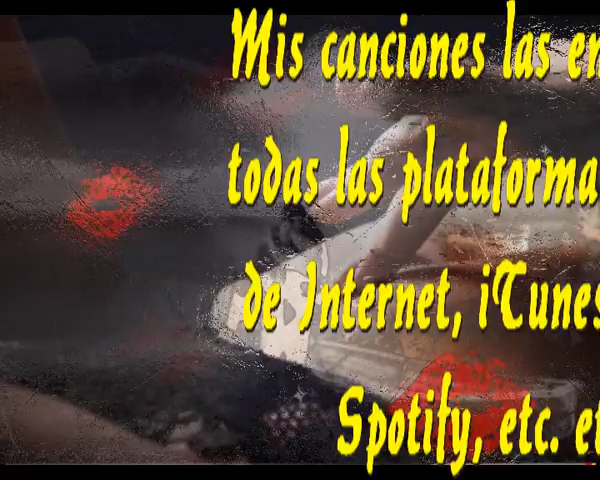 Mis canciones las en
todas las plataforma
de Internet, iTunes
Spotify, etc. et